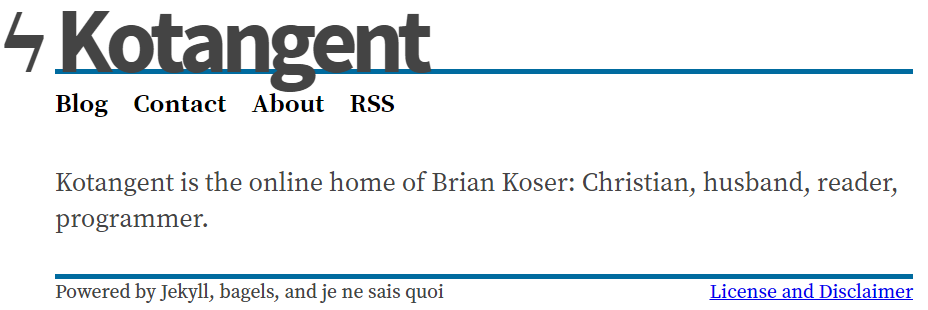 ϟ Kotangent
Blog Contact About RSS
Kotangent is the online home of Brian Koser: Christian, husband, reader,
programmer.
Powered by Jekyll, bagels, and je ne sais quoi License and Disclaimer